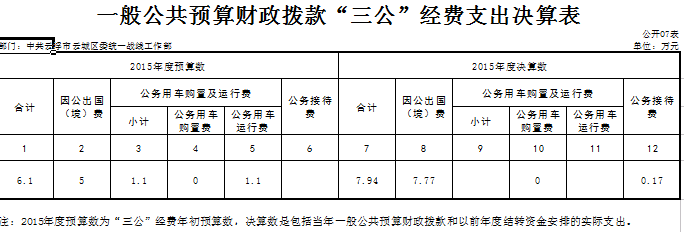 一般公共预算财政拨款“三公”经费支出决算表
公开07表
部门：中共云浮市云城区委统一战线工作部 单位：万元
2015年度预算数 2015年度决算数
合计 因公出国（境）费 公务用车购置及运行费 公务接待费 合计 因公出国（境）费 公务用车购置及运行费 公务接待费
小计 公务用车购置费 公务用车运行费 小计 公务用车购置费 公务用车运行费
1 2 3 4 5 6 7 8 9 10 11 12
6.1 5 1.1 0 1.1 7.94 7.77 0 0.17
注：2015年度预算数为“三公”经费年初预算数，决算数是包括当年一般公共预算财政拨款和以前年度结转资金安排的实际支出。